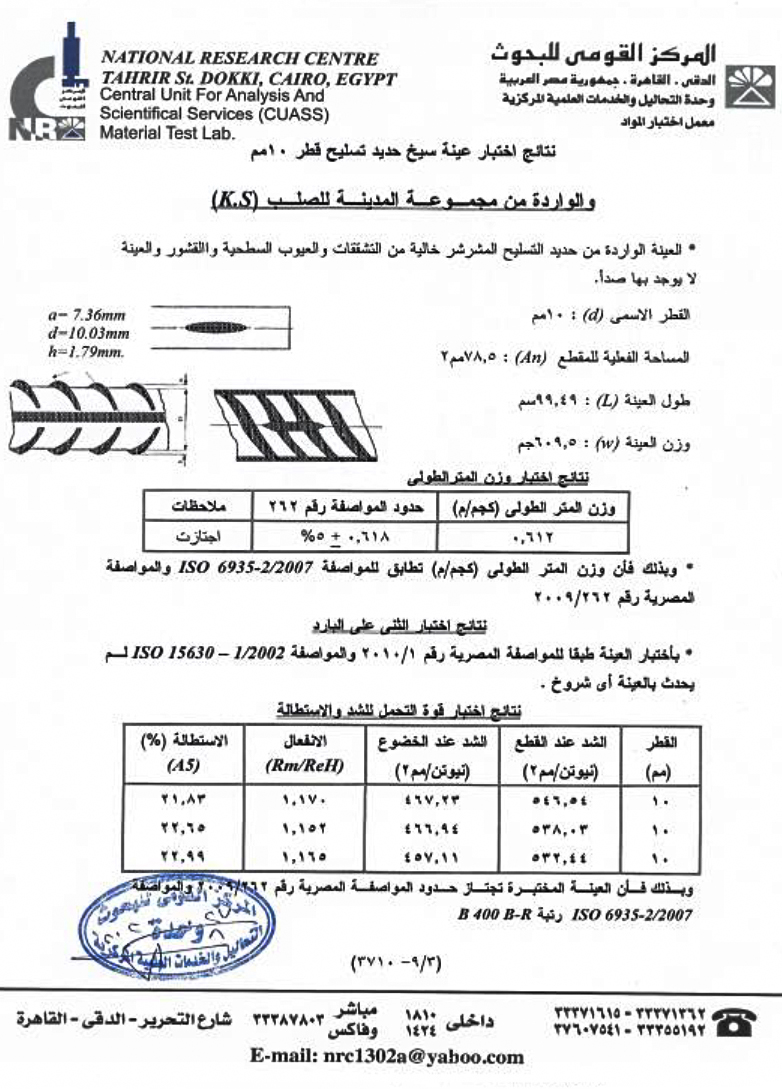 NATIONAL RESEARCH CENTRE
TAHRIR St. DOKKI, CAIRO, EGYPT
Central Unit For Analysis And
Scientifical Services (CUASS)
Material Test Lab.
NRC
المركز القومى للبحوث
الدقى . القاهرة . جمهورية مصر العربية
وحدة التحاليل والخدمات العلمية المركزية
معمل اختبار المواد
نتائج اختبار عينة سيخ حديد تسليح قطر ١٠مم
والواردة من مجموعة المدينة للصلب (K.S)
* العينة الواردة من حديد التسليح المشرشر خالية من التشققات والعيوب السطحية واالقشور والعينة
لا يوجد بها صدأ.
القطر الاسمى (d) : ١٠مم
المساحة الفعلية للمقطع (An) : ٧٨,٥مم٢
طول العينة (L) : ٩٩,٤٩سم
وزن العينة (w) : ٦٠٩,٥جم
a= 7.36mm
d=10.03mm
h=1.79mm.
نتائج اختبار وزن المترالطولى
وزن المتر الطولى (كجم/م) حدود المواصفة رقم ٢٦٢ ملاحظات
٠,٦١٢ ٠,٦١٨ ± ٥% اجتازت
* وبذلك فأن وزن المتر الطولى (كجم/م) تطابق للمواصفة ISO 6935-2/2007 والمواصفة
المصرية رقم ٢٠٠٩/٢٦٢
نتائج اختبار الثنى على البارد
* بأختبار العينة طبقا للمواصفة المصرية رقم ٢٠١٠/١ والمواصفة ISO 15630 – 1/2002 لم
يحدث بالعينة أى شروخ .
نتائج اختبار قوة التحمل للشد والاستطالة
القطر الشد عند القطع الشد عند الخضوع الانفعال الاستطالة (%)
(مم) (نيوتن/مم٢) (نيوتن/مم٢) (Rm/ReH) (A5)
١٠ ٥٤٦,٥٤ ٤٦٧,٢٣ ١,١٧٠ ٢١,٨٣
١٠ ٥٣٨,٠٣ ٤٦٦,٩٤ ١,١٥٢ ٢٢,٦٥
١٠ ٥٣٢,٤٤ ٤٥٧,١١ ١,١٦٥ ٢٢,٩٩
وبذلك فأن العينة المختبرة تجتاز حدود المواصفة المصرية رقم ٢٠٠٩/٢٦٢ والمواصفة
ISO 6935-2/2007 رتبة B 400 B-R
المركز القومى للبحوث
وحدة
التحاليل والخدمات العلمية المركزية
(٣٧١٠ -٩/٣)
٣٣٣٧١٣٦٢ - ٣٣٣٧١٦١٥
٣٣٣٥٥١٩٢ - ٣٧٦٠٧٥٤١
داخلى ١٨١٠
١٤٢٤
مباشر
وفاكس ٣٣٣٨٧٨٠٣
شارع التحرير - الدقى - القاهرة
E-mail: nrc1302a@yahoo.com